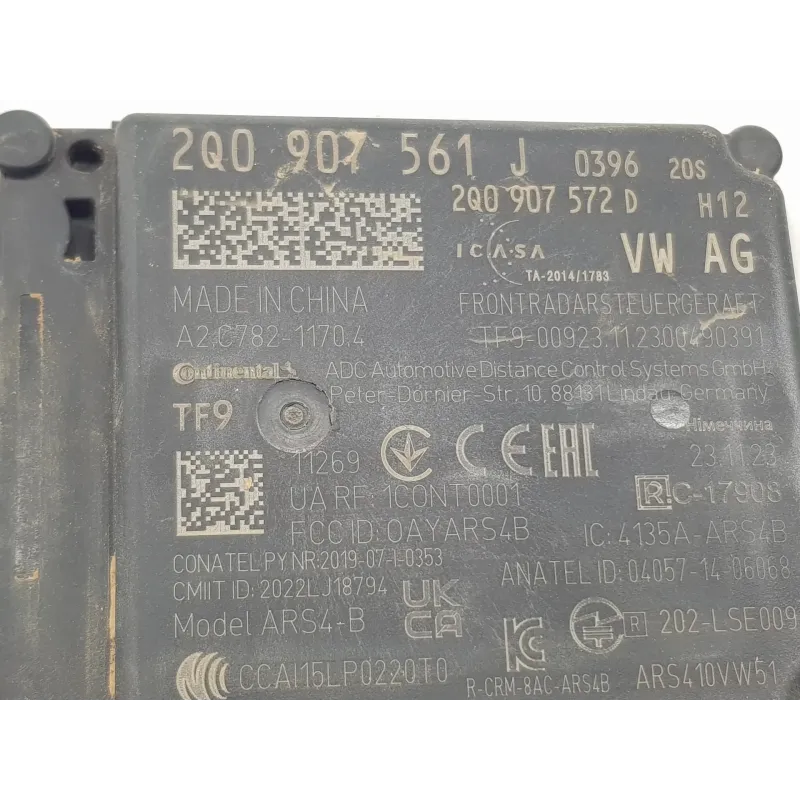 2Q0 907 561 J 0396 20S
2Q0 907 572 D H12
ICASA VW AG
TA-2014/1783
MADE IN CHINA FRONTRADARSTEUERGERAET
A2C782-1170.4 TF9-00923.11.2300490391
Continental ADC Automotive Distance Control Systems GmbH
Peter-Dörnier-Str, 10, 88131 Lindau, Germany
TF9 Німеччина
11269 CE EAC 23.11.23
UA RF: 1CONT0001 R C-17908
FCC ID: OAYARS4B IC: 4135A-ARS4B
CONATEL PY NR: 2019-07-I-0353
CMIIT ID: 2022LJ18794 UK ANATEL ID: 04057-14-06068
Model ARS4-B CA R 202-LSE009
CCAI15LP0220T0 R-CRM-8AC-ARS4B ARS410VW51